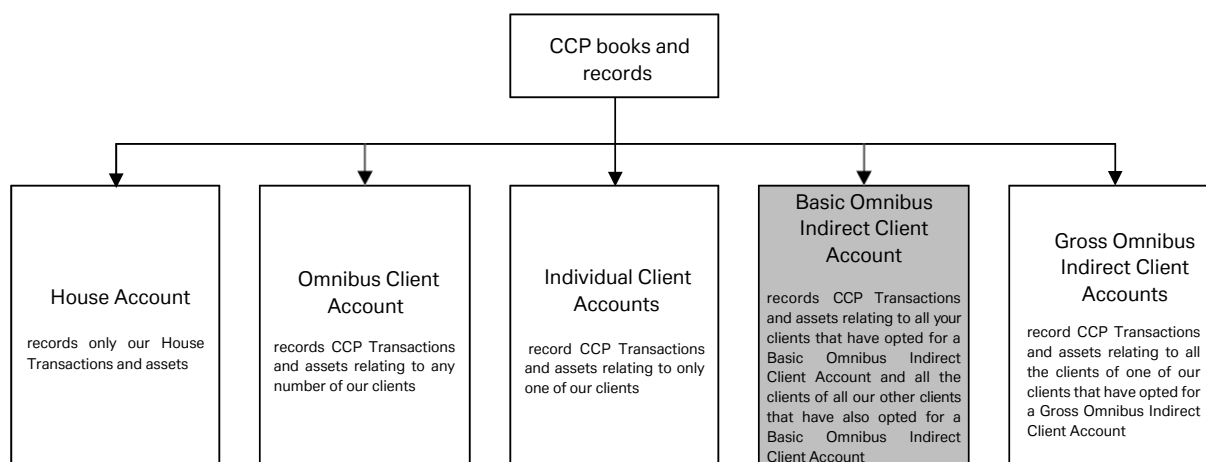 CCP books and
records
House Account
records only our House
Transactions and assets
Omnibus Client
Account
records CCP Transactions
and assets relating to any
number of our clients
Individual Client
Accounts
record CCP Transactions
and assets relating to only
one of our clients
Basic Omnibus
Indirect Client
Account
records CCP Transactions
and assets relating to all your
clients that have opted for a
Basic Omnibus Indirect
Client Account and all the
clients of all our other clients
that have also opted for a
Basic Omnibus Indirect
Client Account
Gross Omnibus
Indirect Client
Accounts
record CCP Transactions
and assets relating to all
the clients of one of our
clients that have opted for
a Gross Omnibus Indirect
Client Account